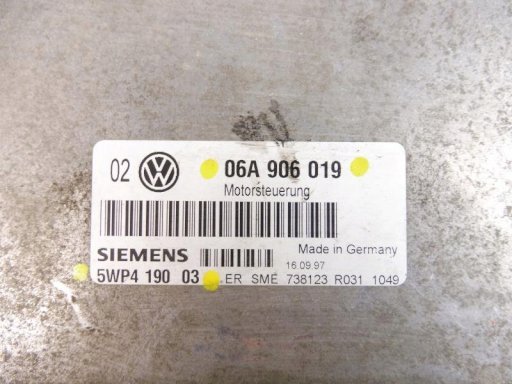 02 VW 06A 906 019
Motorsteuerung
SIEMENS Made in Germany
16.09.97
5WP4 190 03 ER SME 738123 R031 1049